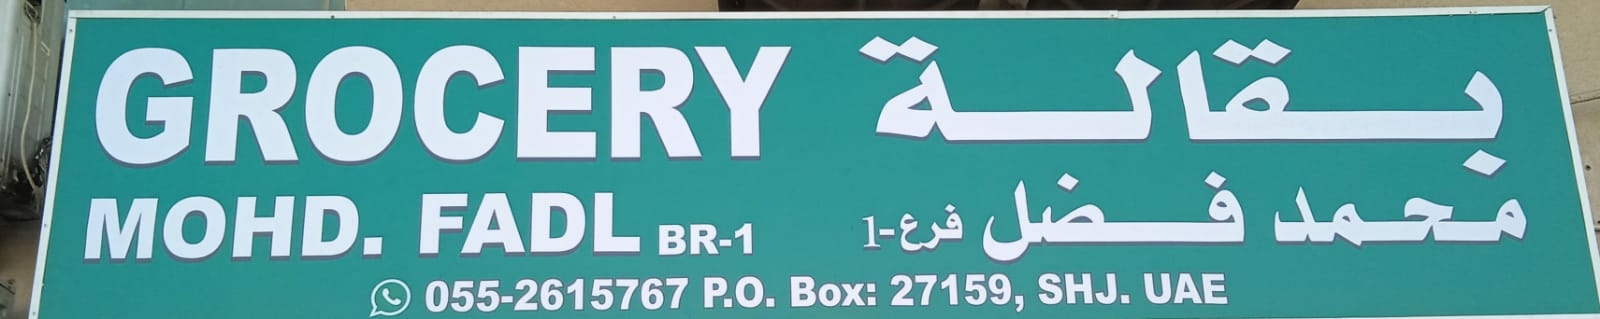 GROCERY بقالة
MOHD. FADL BR-1 محمد فضل فرع-1
055-2615767 P.O. Box: 27159, SHJ. UAE